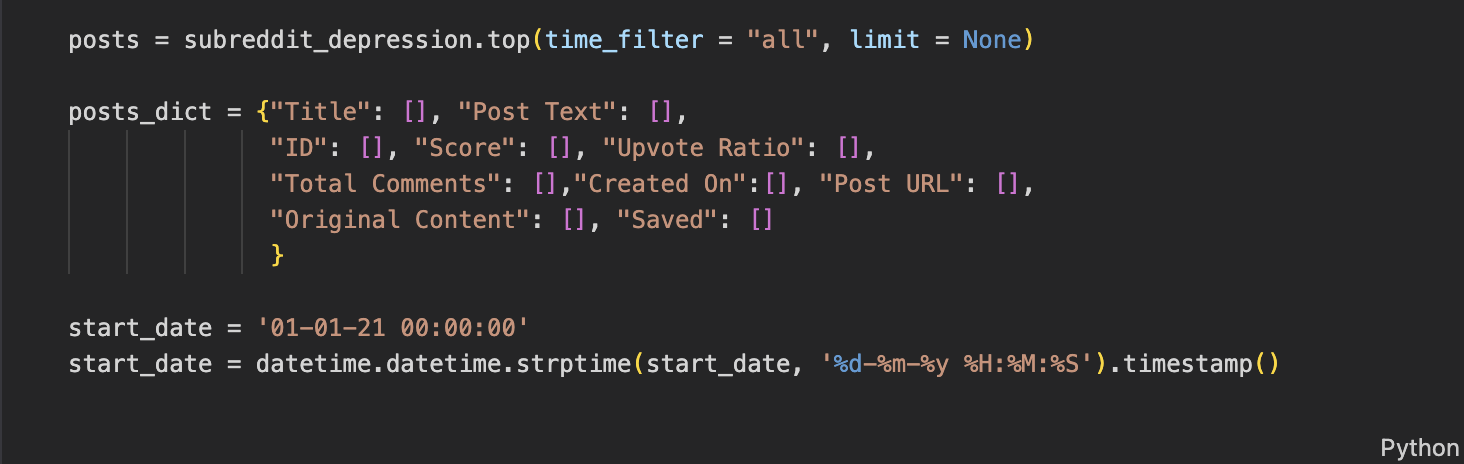 posts = subreddit_depression.top(time_filter = "all", limit = None)
posts_dict = {"Title": [], "Post Text": [],
"ID": [], "Score": [], "Upvote Ratio": [],
"Total Comments": [],"Created On":[], "Post URL": [],
"Original Content": [], "Saved": []
}
start_date = '01-01-21 00:00:00'
start_date = datetime.datetime.strptime(start_date, '%d-%m-%y %H:%M:%S').timestamp()
Python